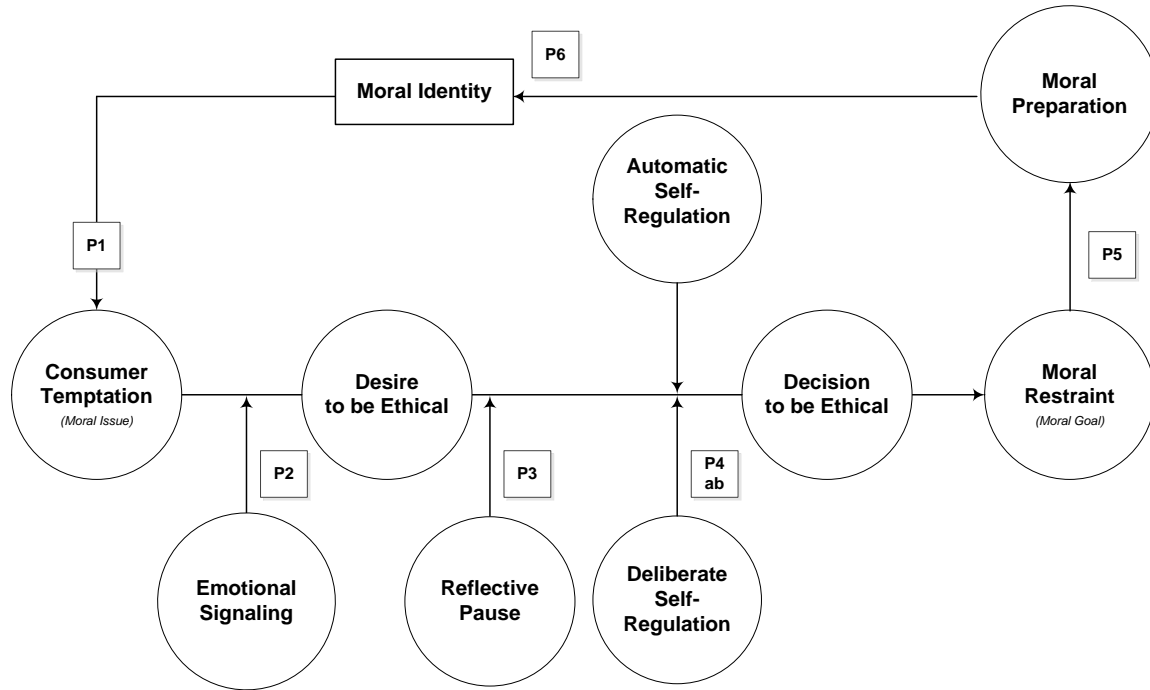 P6
Moral Identity
Moral
Preparation
Automatic
Self-
Regulation
P1
P5
Consumer
Temptation
(Moral Issue)
Desire
to be Ethical
Decision
to be Ethical
Moral
Restraint
(Moral Goal)
P2
P3
P4
ab
Emotional
Signaling
Reflective
Pause
Deliberate
Self-
Regulation